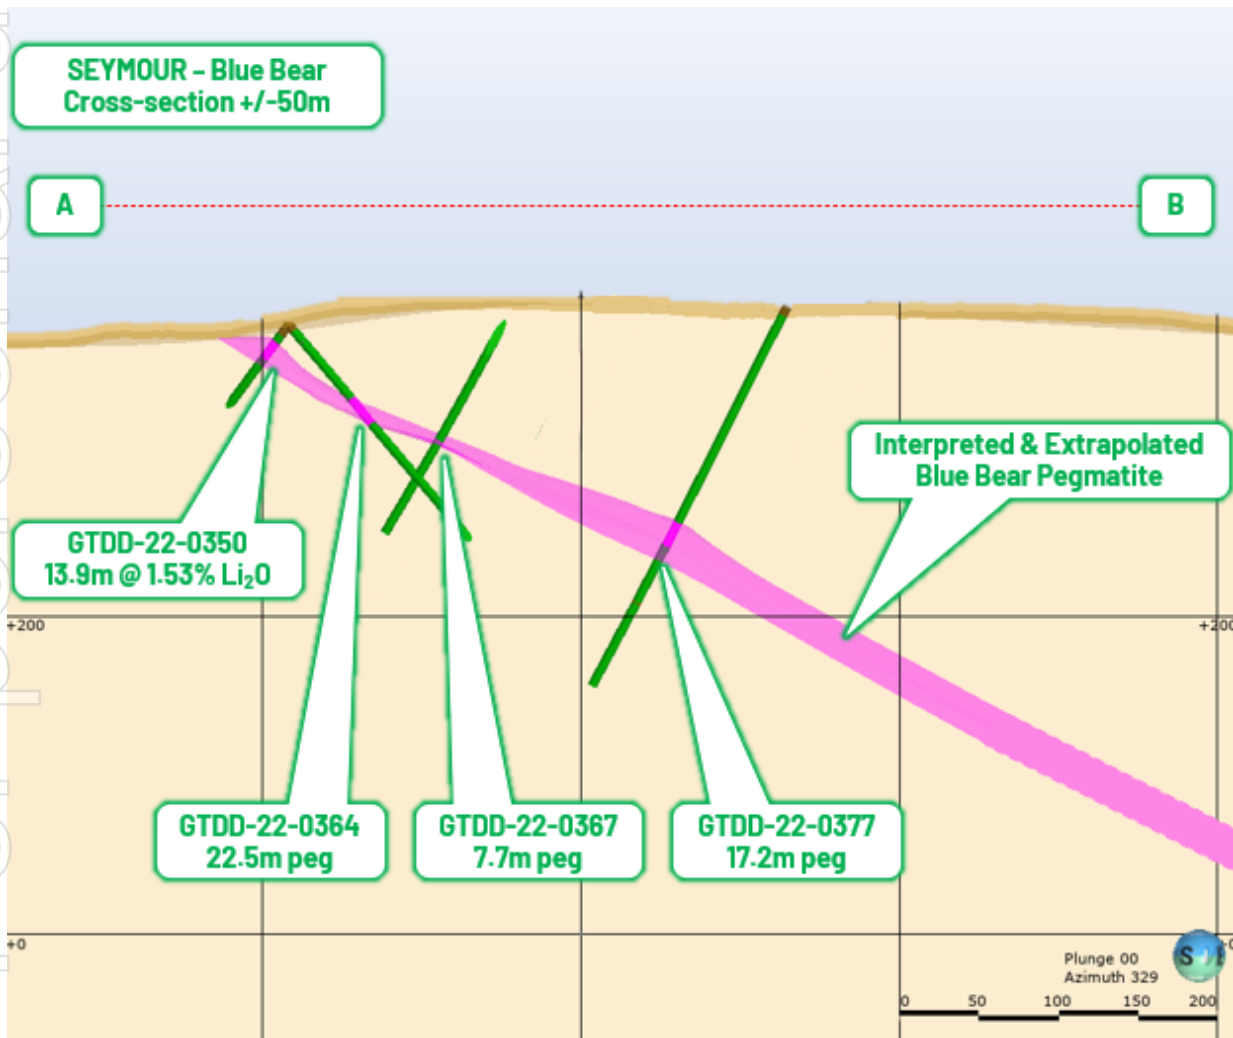 SEYMOUR – Blue Bear
Cross-section +/-50m
A
B
Interpreted & Extrapolated
Blue Bear Pegmatite
GTDD-22-0350
13.9m @ 1.53% Li₂O
+200
+200
GTDD-22-0364
22.5m peg
GTDD-22-0367
7.7m peg
GTDD-22-0377
17.2m peg
+0
Plunge 00
Azimuth 329
S
0 50 100 150 200